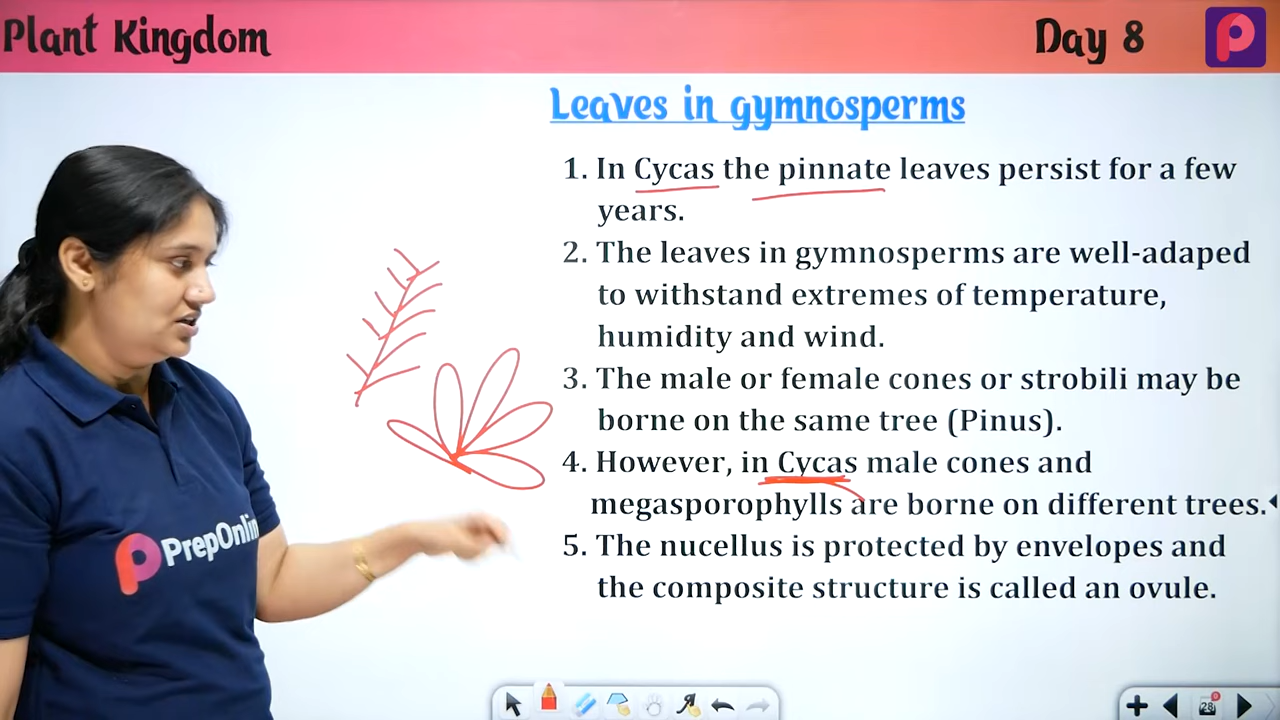 Plant Kingdom
Day 8
Leaves in gymnosperms
1. In Cycas the pinnate leaves persist for a few
years.
2. The leaves in gymnosperms are well-adaped
to withstand extremes of temperature,
humidity and wind.
3. The male or female cones or strobili may be
borne on the same tree (Pinus).
4. However, in Cycas male cones and
megasporophylls are borne on different trees.
5. The nucellus is protected by envelopes and
the composite structure is called an ovule.
PrepOnlin
28